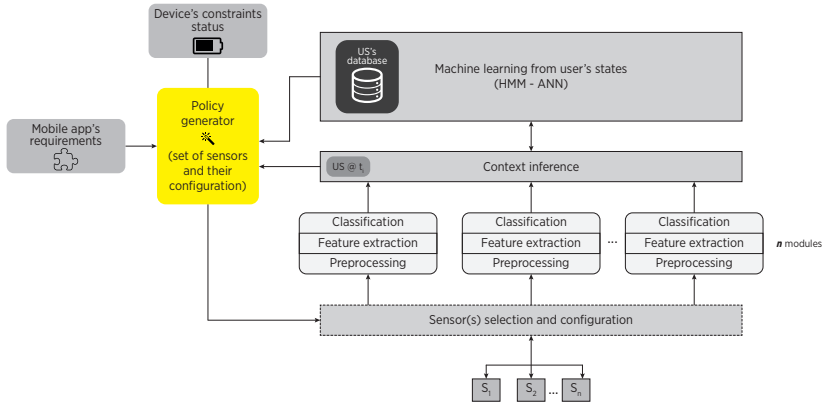 Device's constraints
status
US's
database
Machine learning from user's states
(HMM - ANN)
Policy
generator
(set of sensors
and their
configuration)
Mobile app's
requirements
US @ tᵢ
Context inference
Classification
Feature extraction
Preprocessing
Classification
Feature extraction
Preprocessing
...
Classification
Feature extraction
Preprocessing
n modules
Sensor(s) selection and configuration
S₁
S₂
...
Sₙ